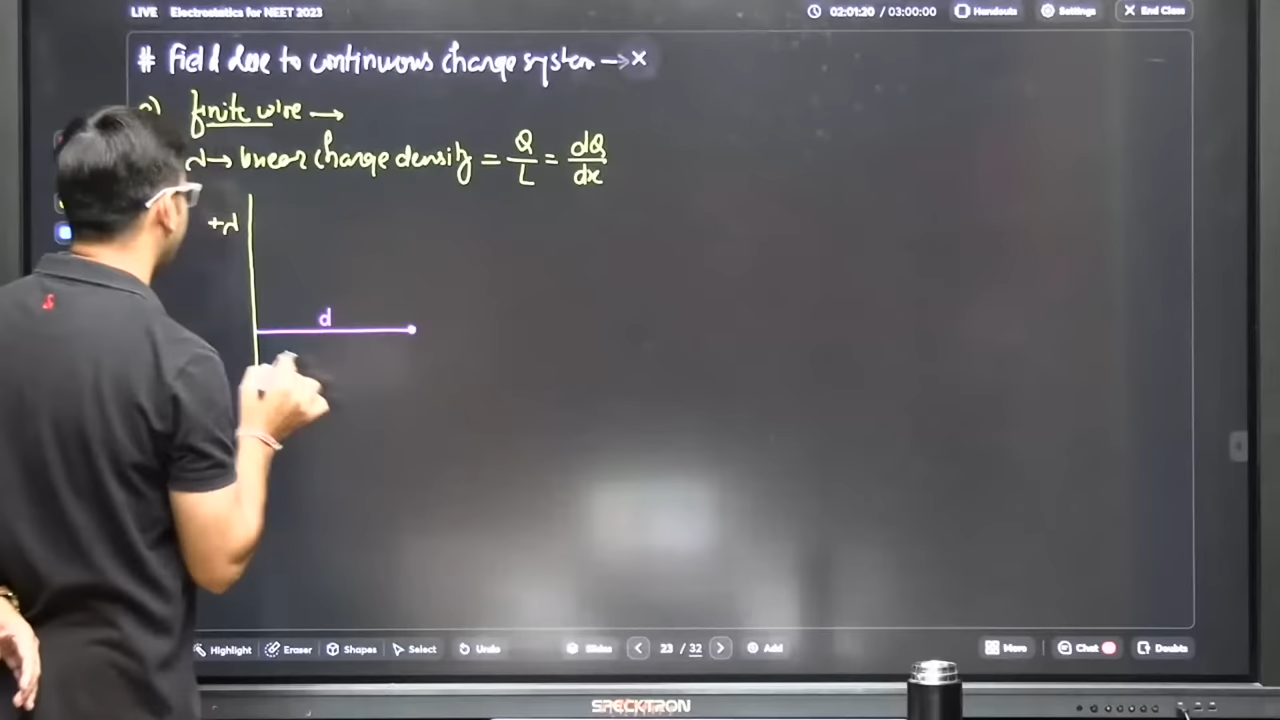 LIVE Electrostatics for NEET 2023 02:01:20 / 03:00:00 Handouts Settings End Class
# Field due to continuous charge system → ×
finite wire →
λ → linear charge density = Q/L = dQ/dx
+λ
d
Highlight Eraser Shapes Select Undo Slides 23 / 32 Add More Chat Doubts
SPECKTRON